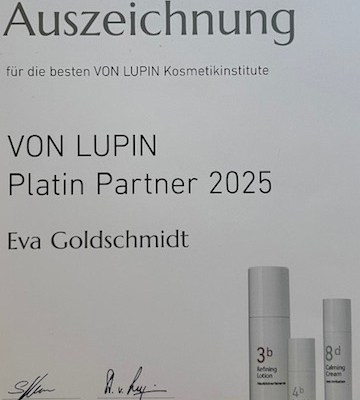 Auszeichnung
für die besten VON LUPIN Kosmetikinstitute
VON LUPIN
Platin Partner 2025
Eva Goldschmidt
3b
Refining
Lotion
4b
8d
Calming
Cream